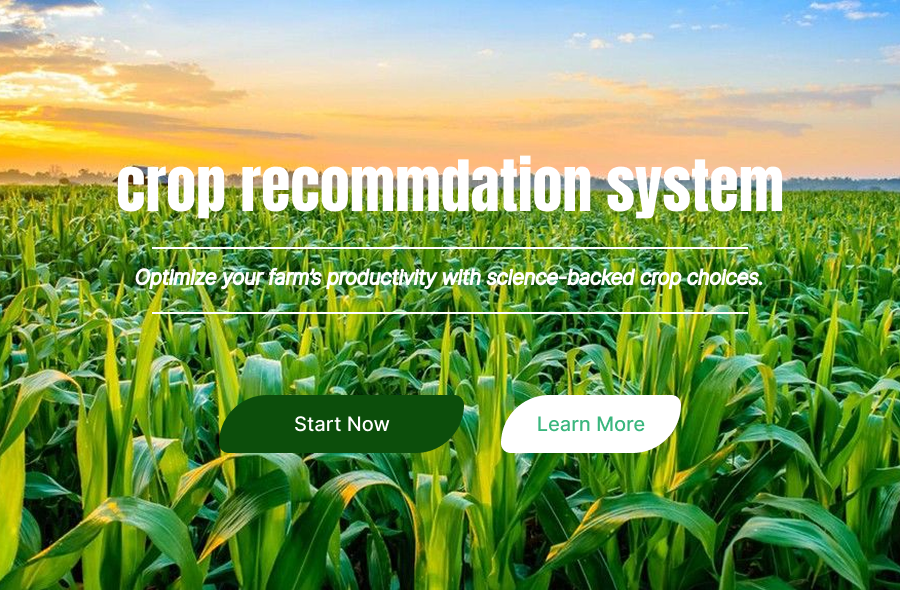 crop recommdation system
Optimize your farm's productivity with science-backed crop choices.
Start Now
Learn More